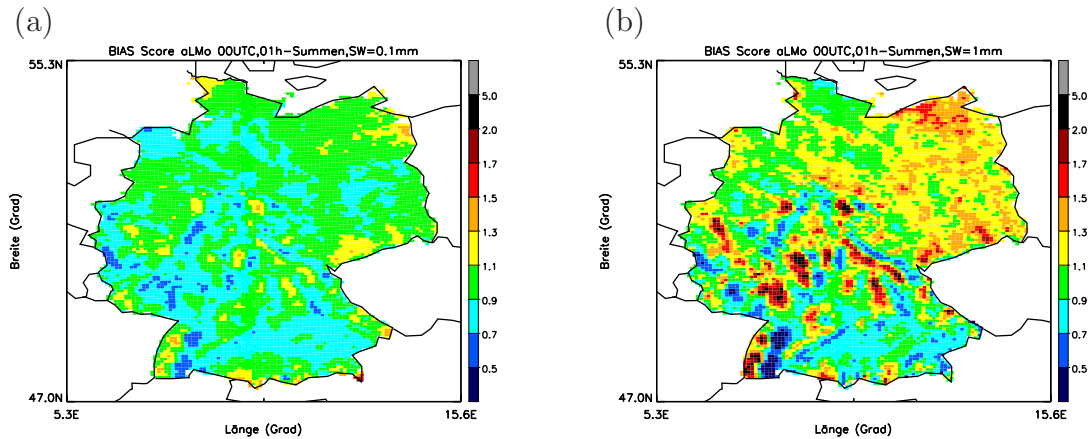 (a)
BIAS Score aLMo 00UTC,01h-Summen,SW=0.1mm
55.3N
Breite (Grad)
47.0N
5.3E
15.6E
Länge (Grad)
5.0
2.0
1.7
1.5
1.3
1.1
0.9
0.7
0.5
(b)
BIAS Score aLMo 00UTC,01h-Summen,SW=1mm
55.3N
Breite (Grad)
47.0N
5.3E
15.6E
Länge (Grad)
5.0
2.0
1.7
1.5
1.3
1.1
0.9
0.7
0.5